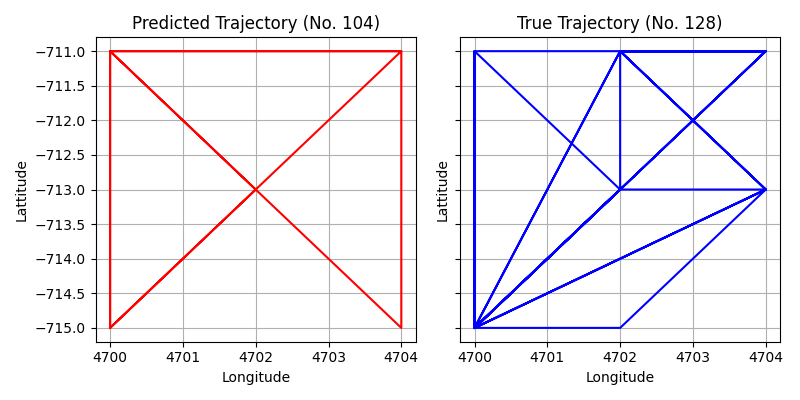 Predicted Trajectory (No. 104)
True Trajectory (No. 128)
−711.0
−711.5
−712.0
−712.5
−713.0
−713.5
−714.0
−714.5
−715.0
Lattitude
Lattitude
4700 4701 4702 4703 4704
4700 4701 4702 4703 4704
Longitude
Longitude